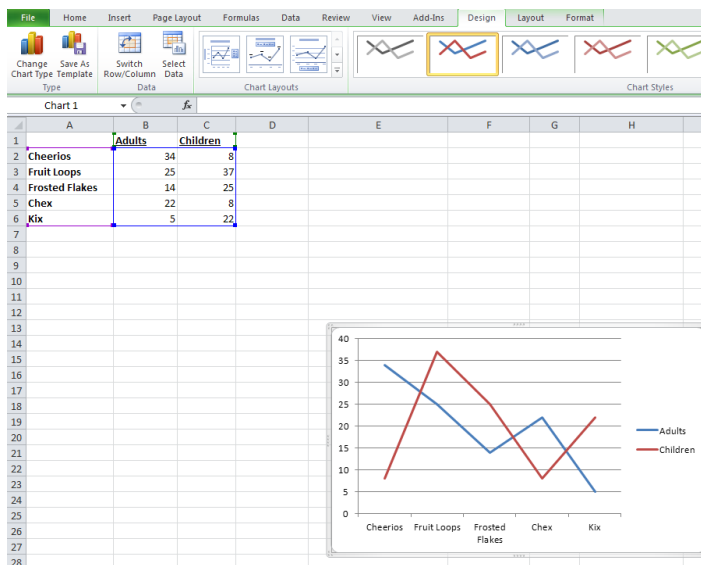 File Home Insert Page Layout Formulas Data Review View Add-Ins Design Layout Format
Change Chart Type Save As Template Switch Row/Column Select Data
Type Data Chart Layouts Chart Styles
Chart 1 fx
A B C D E F G H
1 Adults Children
2 Cheerios 34 8
3 Fruit Loops 25 37
4 Frosted Flakes 14 25
5 Chex 22 8
6 Kix 5 22
7
8
9
10
11
12
13
14
15
16
17
18
19
20
21
22
23
24
25
26
27
28
40
35
30
25
20
15
10
5
0
Cheerios Fruit Loops Frosted Flakes Chex Kix
Adults
Children